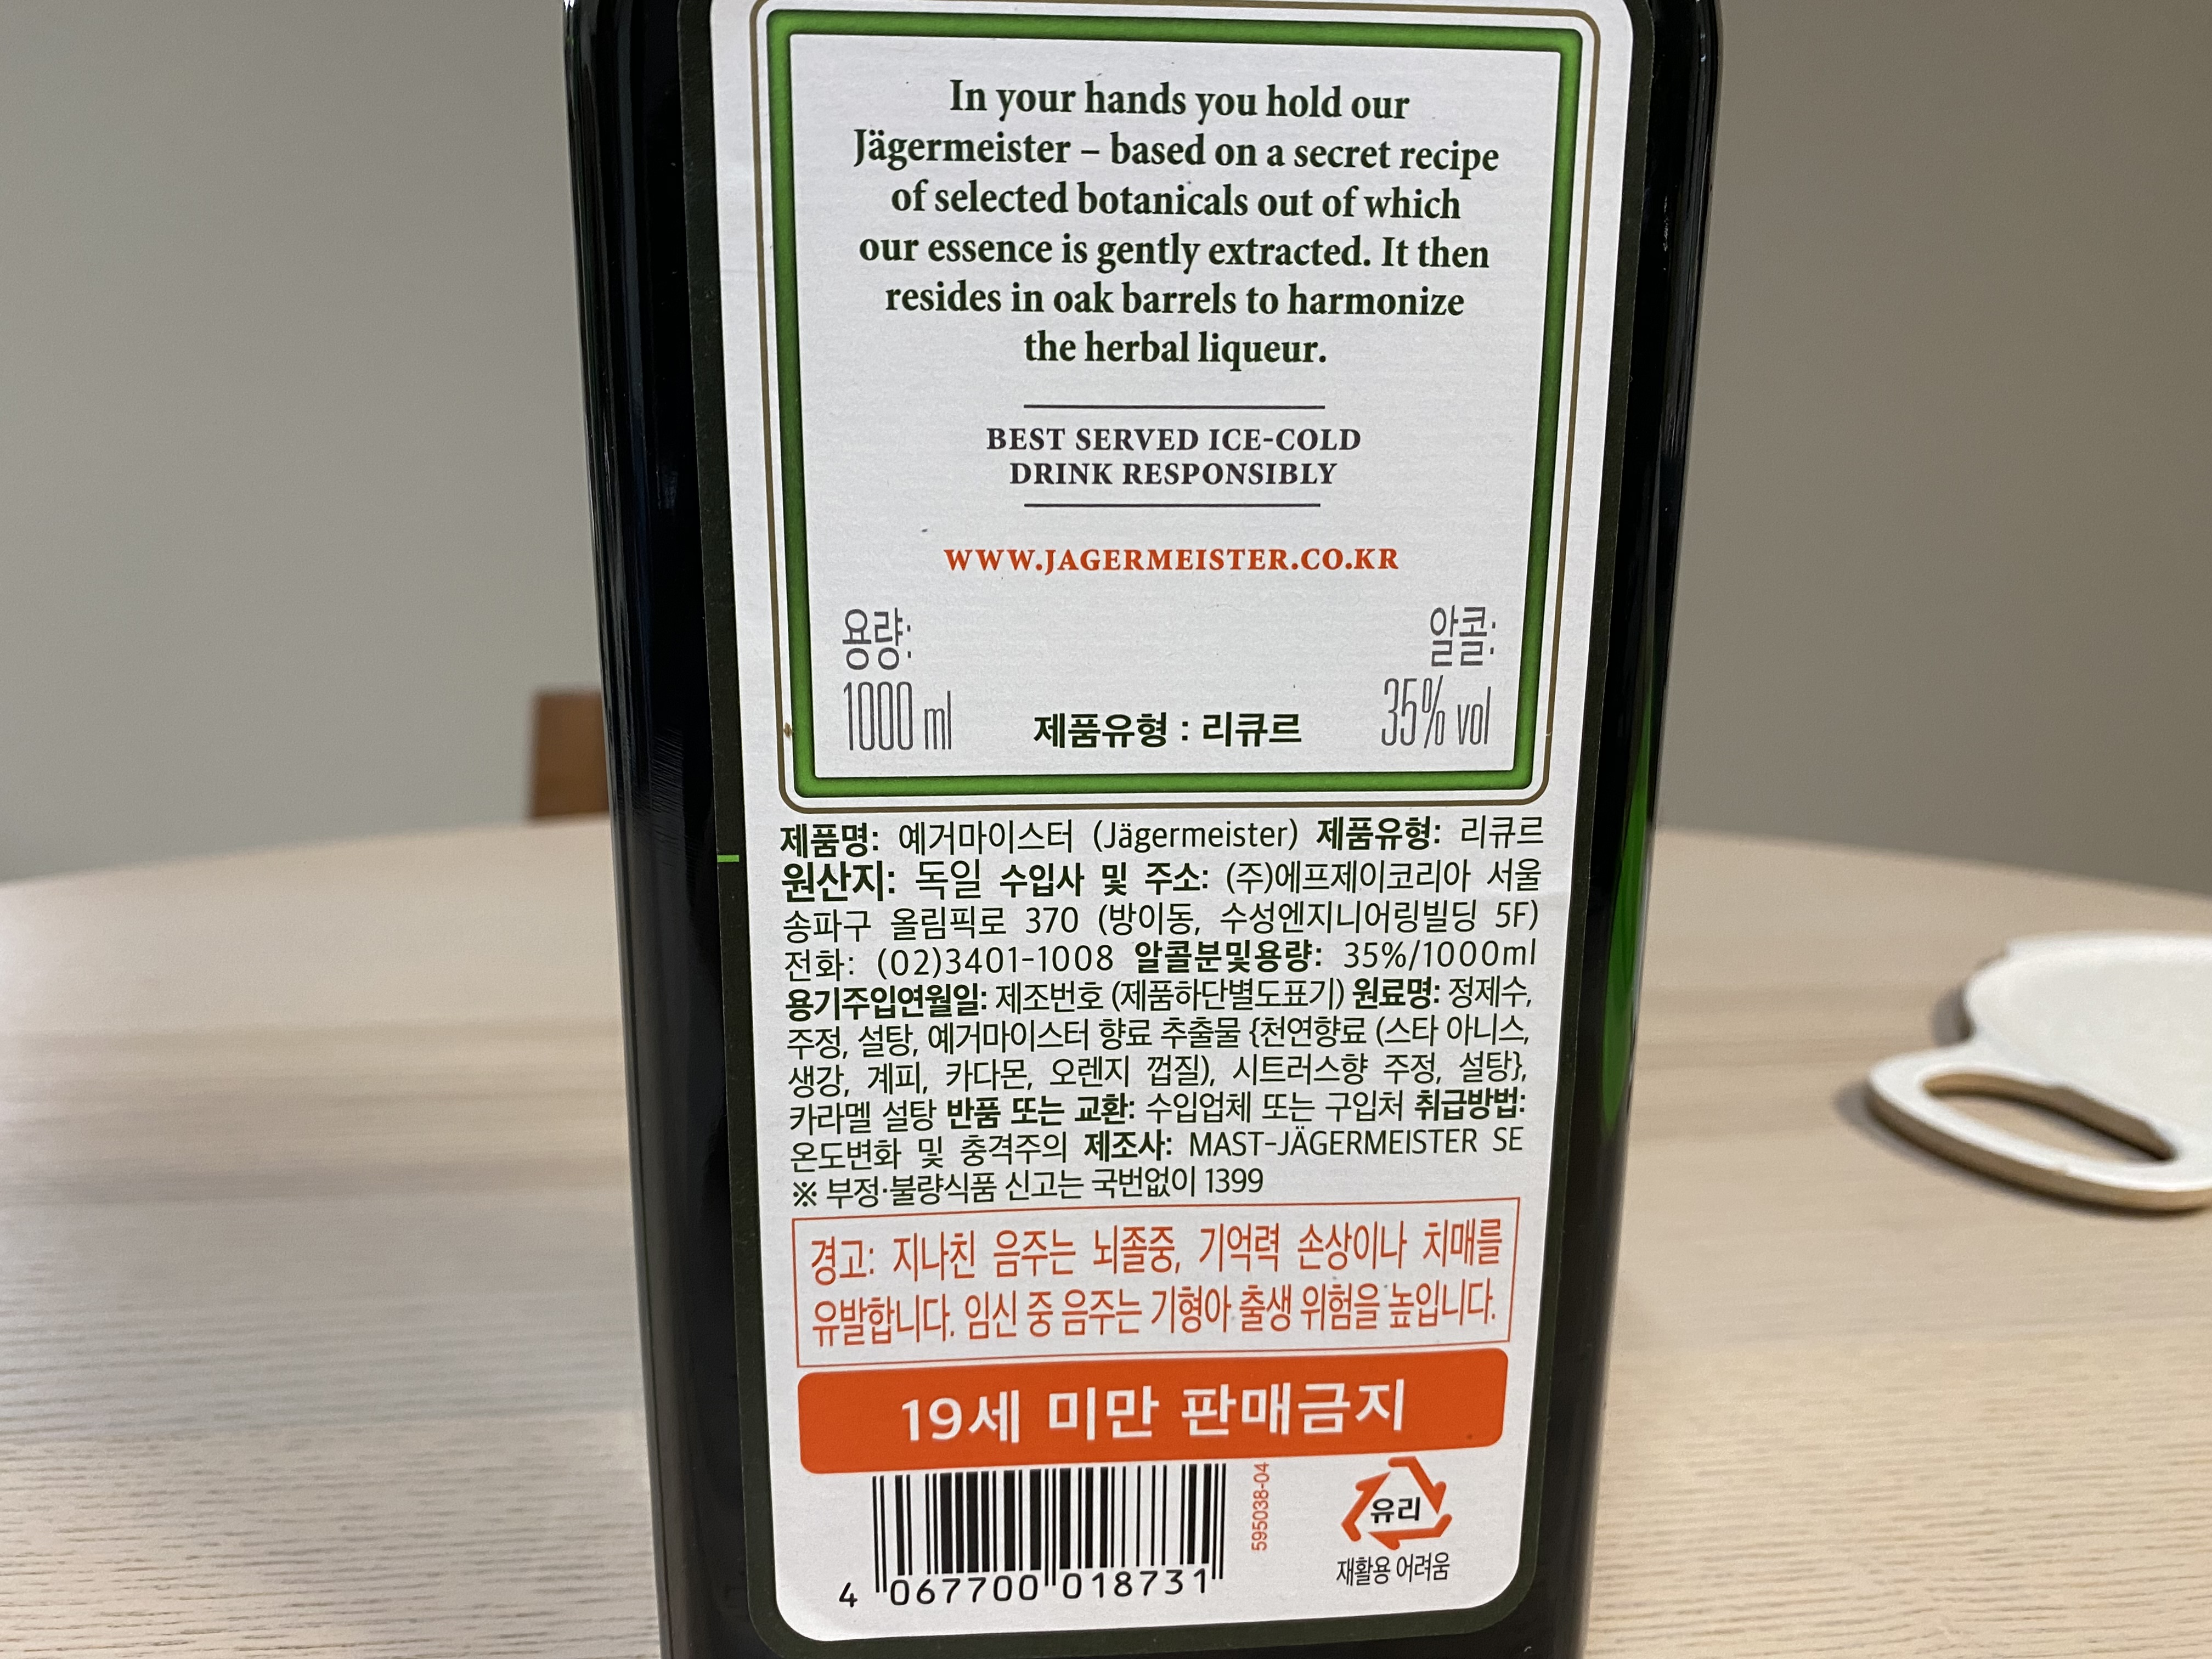 In your hands you hold our
Jägermeister – based on a secret recipe
of selected botanicals out of which
our essence is gently extracted. It then
resides in oak barrels to harmonize
the herbal liqueur.
BEST SERVED ICE-COLD
DRINK RESPONSIBLY
WWW.JAGERMEISTER.CO.KR
용량: 알콜:
1000 ml 제품유형 : 리큐르 35% vol
제품명: 예거마이스터 (Jägermeister) 제품유형: 리큐르
원산지: 독일 수입사 및 주소: (주)에프제이코리아 서울
송파구 올림픽로 370 (방이동, 수성엔지니어링빌딩 5F)
전화: (02)3401-1008 알콜분및용량: 35%/1000ml
용기주입연월일: 제조번호 (제품하단별도표기) 원료명: 정제수,
주정, 설탕, 예거마이스터 향료 추출물 {천연향료 (스타 아니스,
생강, 계피, 카다몬, 오렌지 껍질), 시트러스향 주정, 설탕},
카라멜 설탕 반품 또는 교환: 수입업체 또는 구입처 취급방법:
온도변화 및 충격주의 제조사: MAST-JÄGERMEISTER SE
※ 부정·불량식품 신고는 국번없이 1399
경고: 지나친 음주는 뇌졸중, 기억력 손상이나 치매를
유발합니다. 임신 중 음주는 기형아 출생 위험을 높입니다.
19세 미만 판매금지
595038-04
유리
재활용 어려움
4 067700 018731